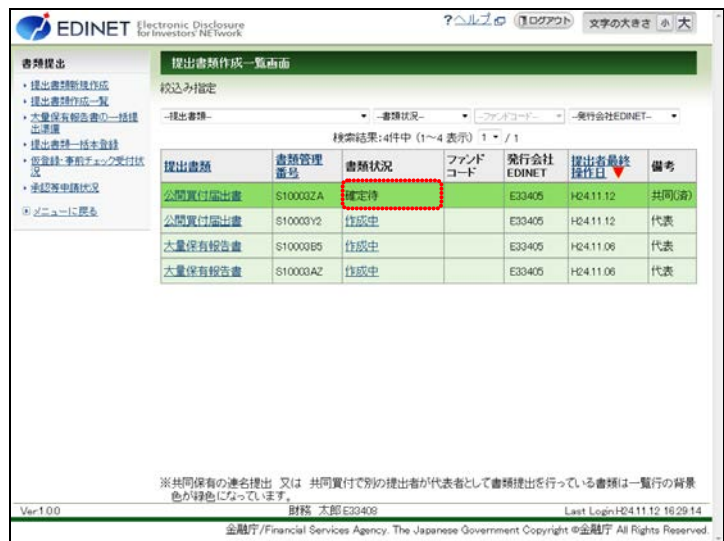 EDINET Electronic Disclosure for Investors' NETwork
?ヘルプ ログアウト 文字の大きさ 小 大
書類提出
・提出書類新規作成
・提出書類作成一覧
・大量保有報告書の一括提出準備
・提出書類一括本登録
・仮登録・事前チェック受付状況
・承認等申請状況
メニューに戻る
提出書類作成一覧画面
絞込み指定
--提出書類-- --書類状況-- --ファンドコード-- --発行会社EDINET--
検索結果:4件中 (1～4 表示) 1 / 1
提出書類 書類管理番号 書類状況 ファンドコード 発行会社EDINET 提出者最終操作日▼ 備考
公開買付届出書 S10003ZA 確定待 E33405 H24.11.12 共同(済)
公開買付届出書 S10003Y2 作成中 E33405 H24.11.12 代表
大量保有報告書 S10003B5 作成中 E33405 H24.11.06 代表
大量保有報告書 S10003AZ 作成中 E33405 H24.11.06 代表
※共同保有の連名提出 又は 共同買付で別の提出者が代表者として書類提出を行っている書類は一覧行の背景
色が緑色になっています。
Ver.1.0.0 財務 太郎 E33408 Last Login:H24.11.12 16:29:14
金融庁/Financial Services Agency. The Japanese Government Copyright ©金融庁 All Rights Reserved.